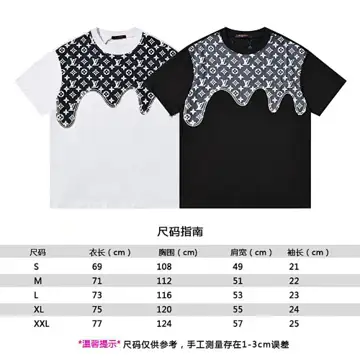 尺码指南
尺码 衣长（cm） 胸围（cm） 肩宽（cm） 袖长（cm）
S 69 108 49 21
M 71 112 51 22
L 73 116 53 23
XL 75 120 55 24
XXL 77 124 57 25
*温馨提示* 尺码仅供参考，手工测量存在1-3cm误差